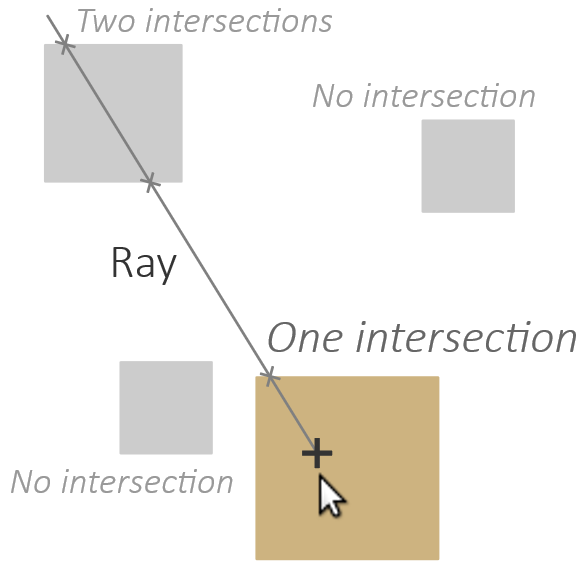 Two intersections
No intersection
Ray
One intersection
No intersection